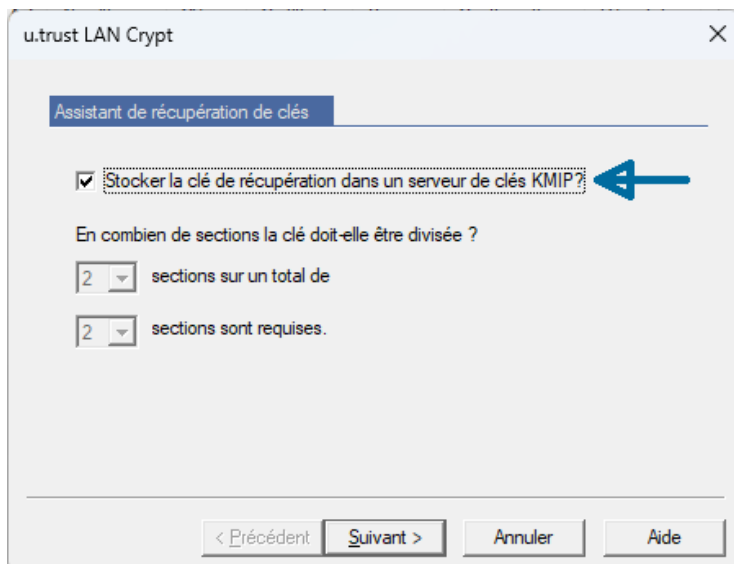 u.trust LAN Crypt
Assistant de récupération de clés
Stocker la clé de récupération dans un serveur de clés KMIP?
En combien de sections la clé doit-elle être divisée ?
2 sections sur un total de
2 sections sont requises.
< Précédent Suivant > Annuler Aide